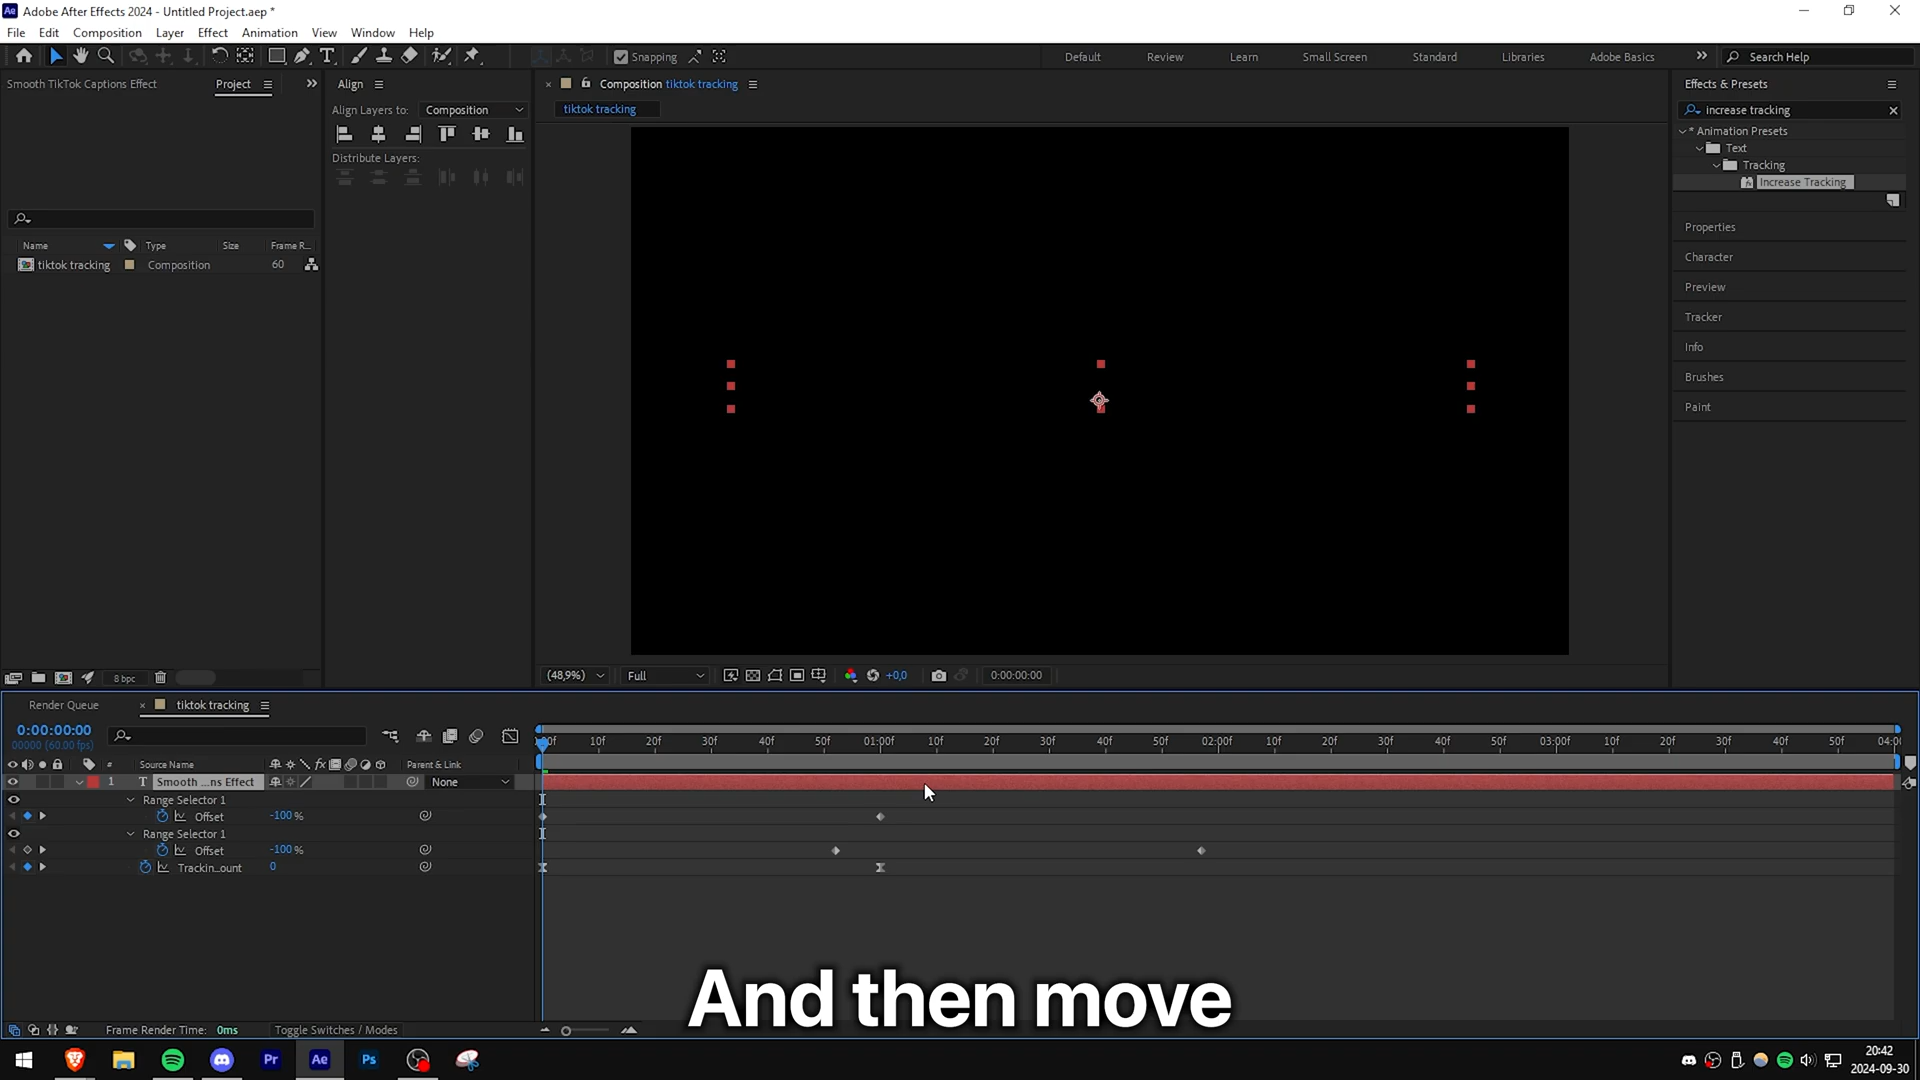 Adobe After Effects 2024 - Untitled Project.aep *
File Edit Composition Layer Effect Animation View Window Help
Snapping
Default Review Learn Small Screen Standard Libraries Adobe Basics Search Help
Smooth TikTok Captions Effect Project
Align
Composition tiktok tracking
Effects & Presets
Align Layers to: Composition
tiktok tracking
increase tracking
* Animation Presets
Text
Tracking
Increase Tracking
Distribute Layers:
Name Type Size Frame R...
tiktok tracking Composition 60
Properties
Character
Preview
Tracker
Info
Brushes
Paint
8 bpc
(48,9%) Full +0,0 0:00:00:00
Render Queue tiktok tracking
0:00:00:00
00000 (60.00 fps)
10f 20f 30f 40f 50f 01:00f 10f 20f 30f 40f 50f 02:00f 10f 20f 30f 40f 50f 03:00f 10f 20f 30f 40f 50f 04:0
# Source Name Parent & Link
1 T Smooth ...ns Effect None
Range Selector 1
Offset -100 %
Range Selector 1
Offset -100 %
Trackin...ount 0
And then move
Frame Render Time: 0ms Toggle Switches / Modes
Pr Ae Ps
20:42
2024-09-30